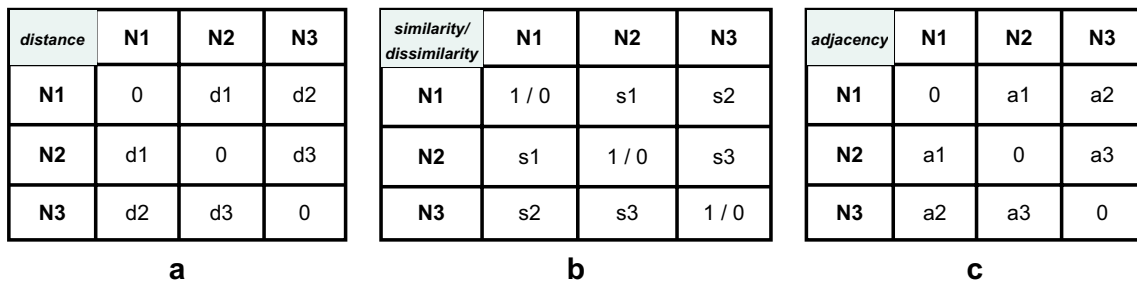 distance N1 N2 N3
N1 0 d1 d2
N2 d1 0 d3
N3 d2 d3 0
a
similarity/
dissimilarity N1 N2 N3
N1 1 / 0 s1 s2
N2 s1 1 / 0 s3
N3 s2 s3 1 / 0
b
adjacency N1 N2 N3
N1 0 a1 a2
N2 a1 0 a3
N3 a2 a3 0
c